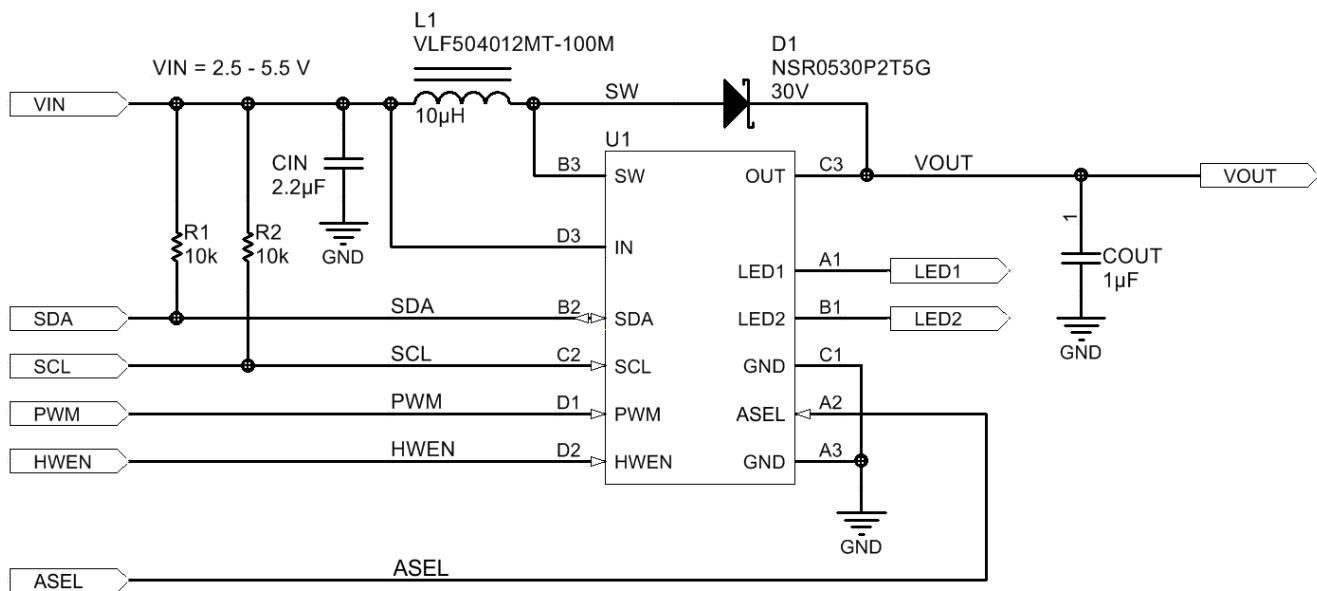 L1
VLF504012MT-100M
D1
NSR0530P2T5G
30V
VIN = 2.5 - 5.5 V
VIN
SW
10µH
U1
CIN
2.2µF
GND
B3
SW
OUT
C3
VOUT
VOUT
R1
10k
R2
10k
D3
IN
1
COUT
1µF
GND
LED1
A1
LED1
SDA
SDA
B2
SDA
LED2
B1
LED2
SCL
SCL
C2
SCL
GND
C1
PWM
PWM
D1
PWM
ASEL
A2
HWEN
HWEN
D2
HWEN
GND
A3
GND
ASEL
ASEL